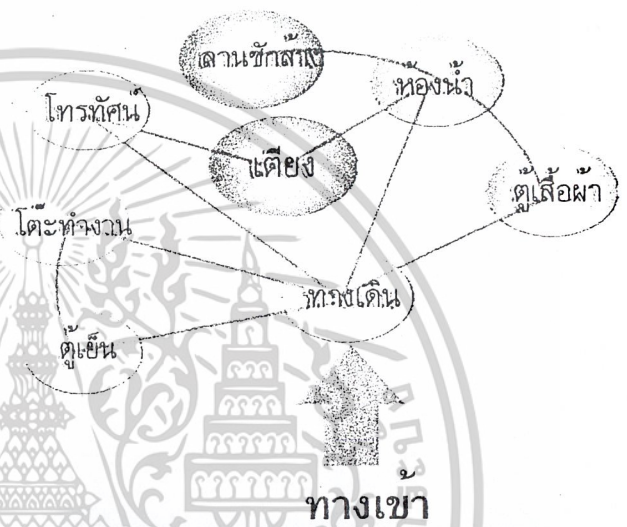 ลานซักล้าง
ห้องน้ำ
โทรทัศน์
เตียง
ตู้เสื้อผ้า
โต๊ะทำงาน
ทางเดิน
ตู้เย็น
ทางเข้า